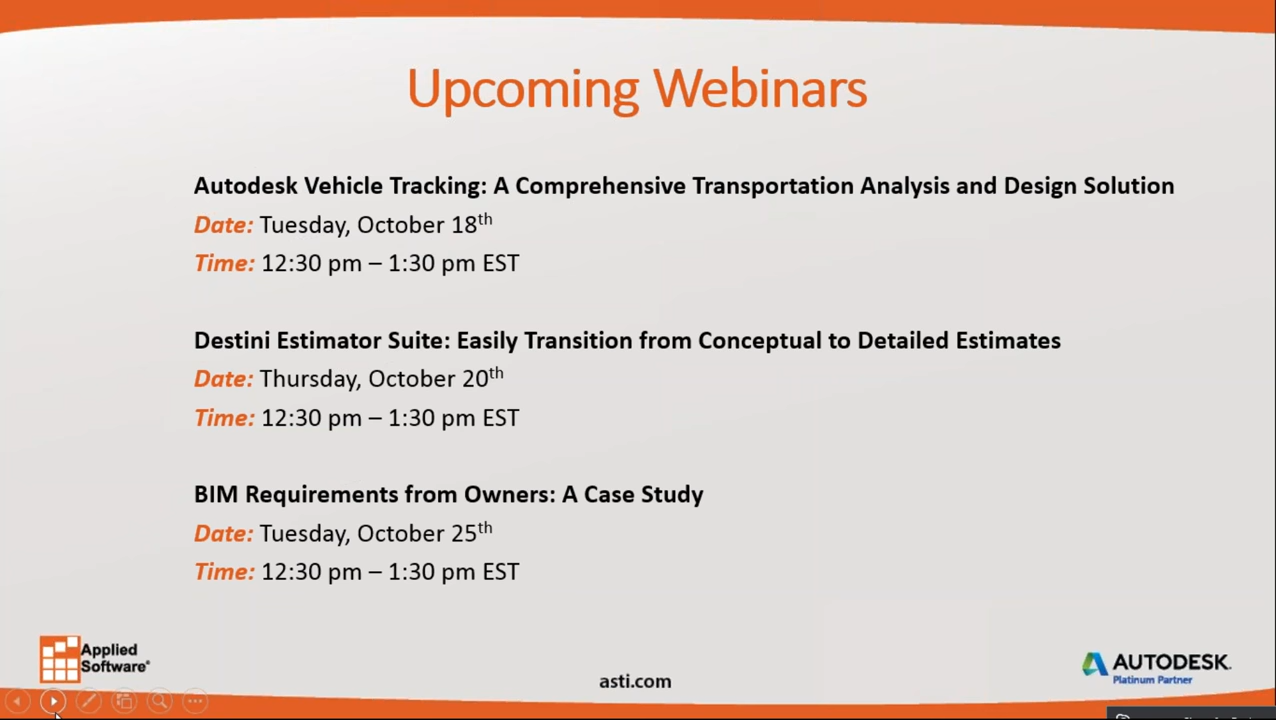 Upcoming Webinars
Autodesk Vehicle Tracking: A Comprehensive Transportation Analysis and Design Solution
Date: Tuesday, October 18th
Time: 12:30 pm – 1:30 pm EST
Destini Estimator Suite: Easily Transition from Conceptual to Detailed Estimates
Date: Thursday, October 20th
Time: 12:30 pm – 1:30 pm EST
BIM Requirements from Owners: A Case Study
Date: Tuesday, October 25th
Time: 12:30 pm – 1:30 pm EST
Applied
Software®
asti.com
AUTODESK.
Platinum Partner